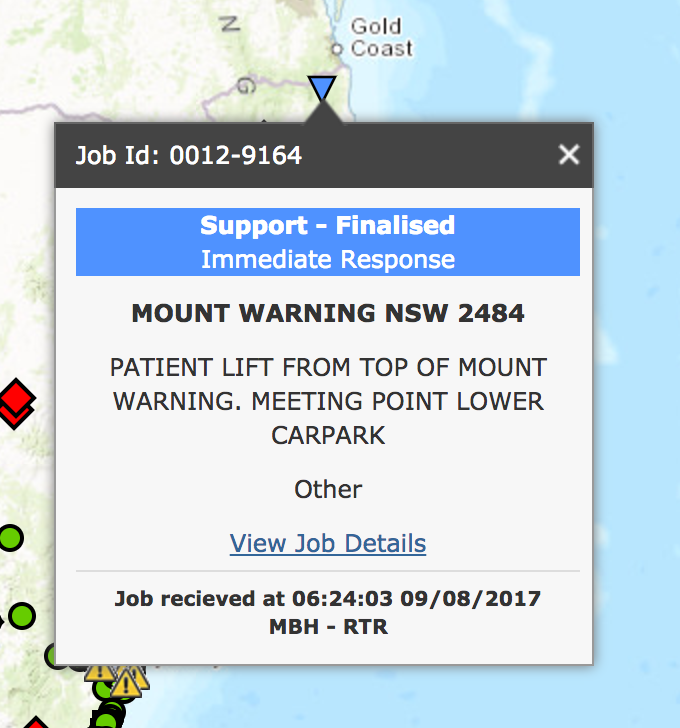 Z
Gold
Coast
G
Job Id: 0012-9164
Support - Finalised
Immediate Response
MOUNT WARNING NSW 2484
PATIENT LIFT FROM TOP OF MOUNT
WARNING. MEETING POINT LOWER
CARPARK
Other
View Job Details
Job recieved at 06:24:03 09/08/2017
MBH - RTR